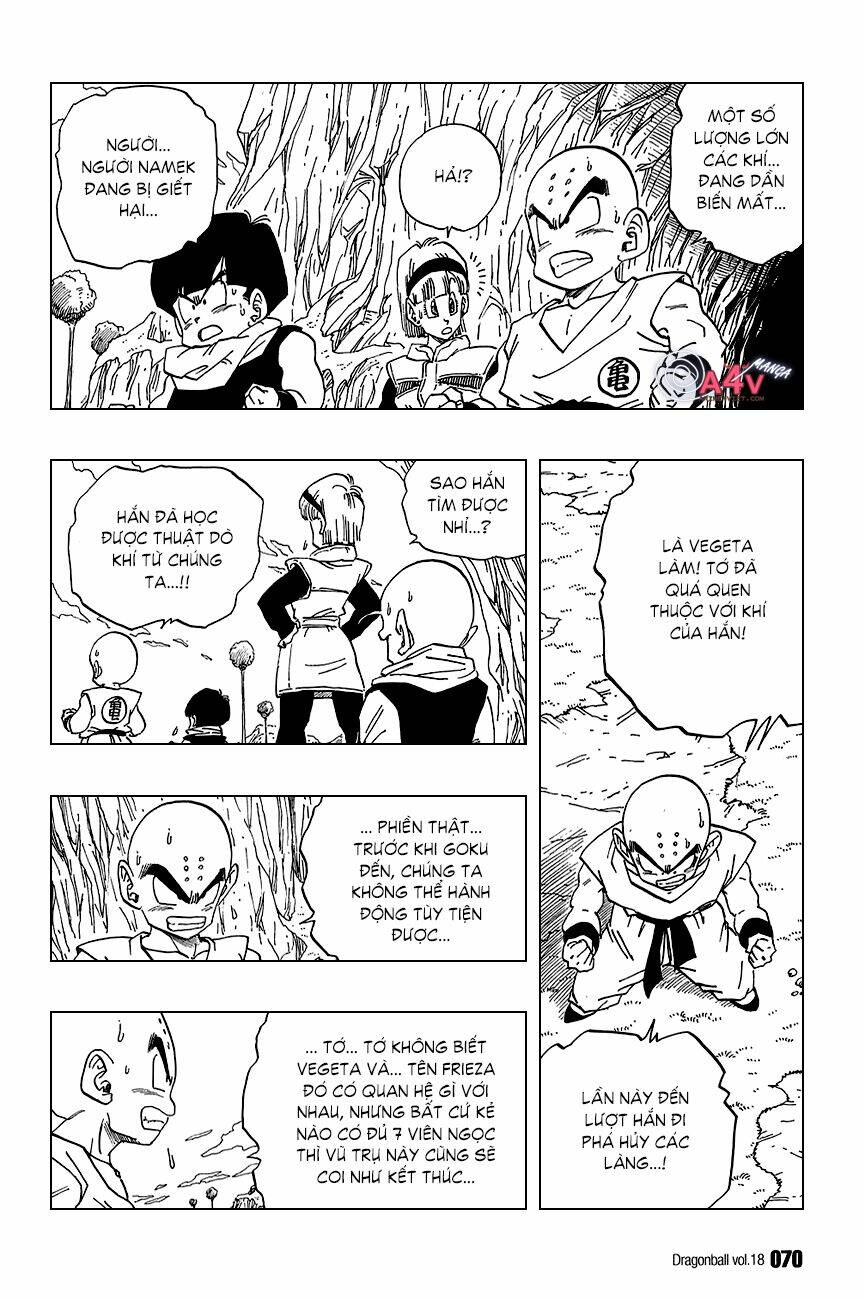 MỘT SỐ
LƯỢNG LỚN
CÁC KHÍ...
ĐANG DẦN
BIẾN MẤT...
HẢ!?
NGƯỜI...
NGƯỜI NAMEK
ĐANG BỊ GIẾT
HẠI...
亀
MANGA
A4V
LÀ VEGETA
LÀM! TỚ ĐÃ
QUÁ QUEN
THUỘC VỚI KHÍ
CỦA HẮN!
LẦN NÀY ĐẾN
LƯỢT HẮN ĐI
PHÁ HỦY CÁC
LÀNG...!
SAO HẮN
TÌM ĐƯỢC
NHỈ...?
HẮN ĐÃ HỌC
ĐƯỢC THUẬT DÒ
KHÍ TỪ CHÚNG
TA...!!
亀
... PHIỀN THẬT...
TRƯỚC KHI GOKU
ĐẾN, CHÚNG TA
KHÔNG THỂ HÀNH
ĐỘNG TÙY TIỆN
ĐƯỢC...
... TỚ... TỚ KHÔNG BIẾT
VEGETA VÀ... TÊN FRIEZA
ĐÓ CÓ QUAN HỆ GÌ VỚI
NHAU, NHƯNG BẤT CỨ KẺ
NÀO CÓ ĐỦ 7 VIÊN NGỌC
THÌ VŨ TRỤ NÀY CŨNG SẼ
COI NHƯ KẾT THÚC...
Dragonball vol.18 070